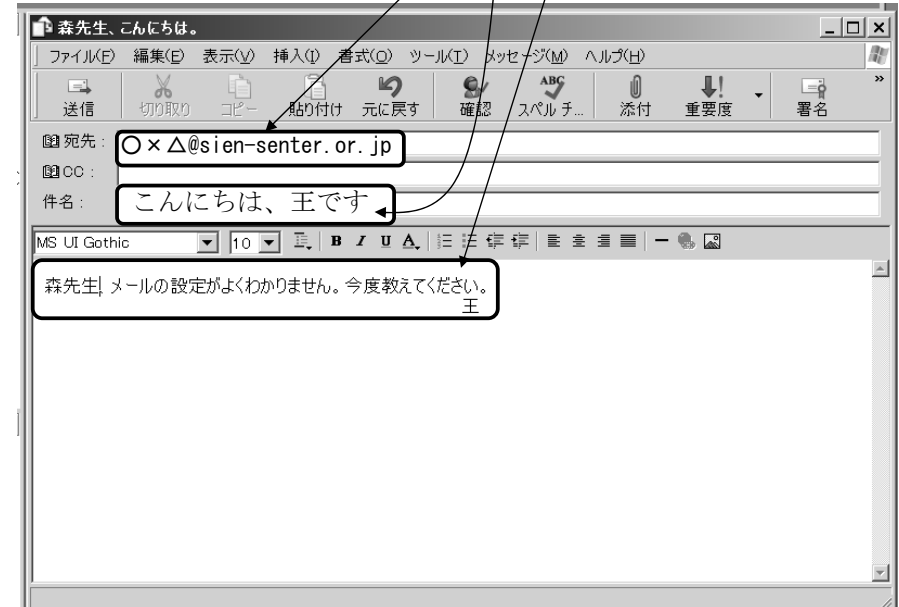 森先生、こんにちは。
ファイル(F) 編集(E) 表示(V) 挿入(I) 書式(O) ツール(T) メッセージ(M) ヘルプ(H)
送信 切り取り コピー 貼り付け 元に戻す 確認 スペル チ... 添付 重要度 署名 »
宛先：
○×△@sien-senter.or.jp
CC：
件名： こんにちは、王です
MS UI Gothic 10 B I U A
森先生, メールの設定がよくわかりません。今度教えてください。
王